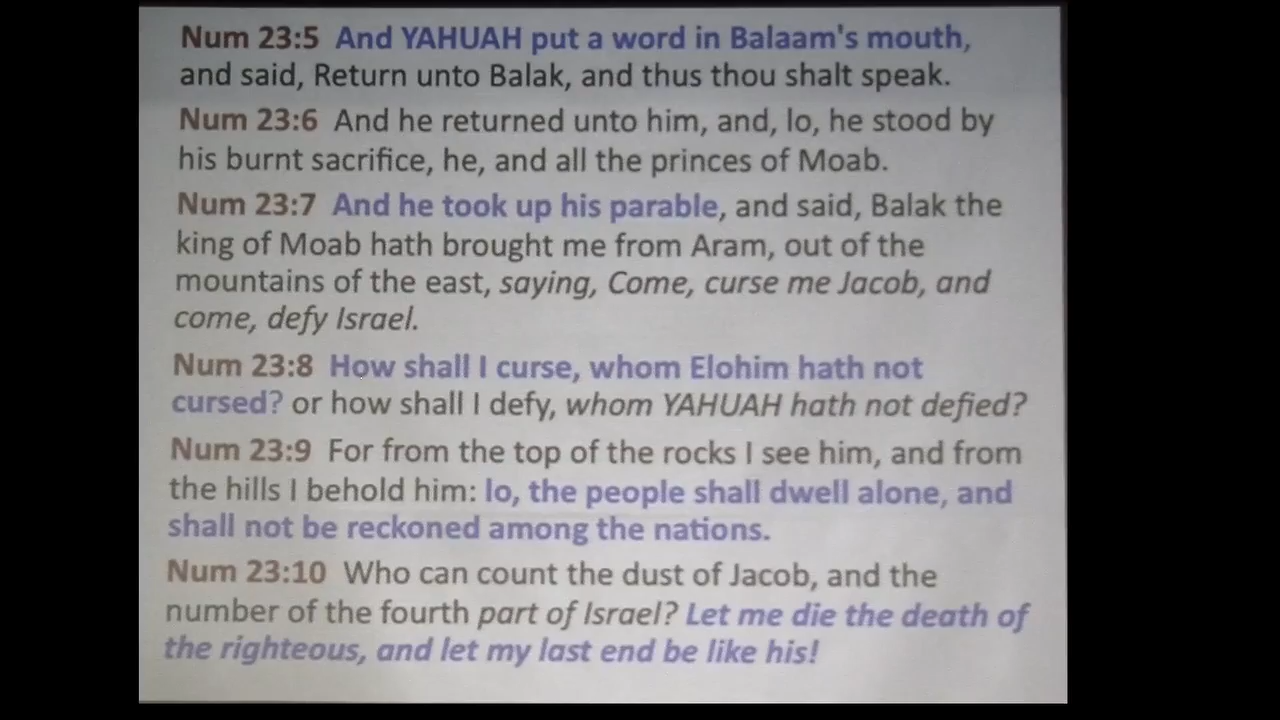 Num 23:5 And YAHUAH put a word in Balaam's mouth,
and said, Return unto Balak, and thus thou shalt speak.
Num 23:6 And he returned unto him, and, lo, he stood by
his burnt sacrifice, he, and all the princes of Moab.
Num 23:7 And he took up his parable, and said, Balak the
king of Moab hath brought me from Aram, out of the
mountains of the east, saying, Come, curse me Jacob, and
come, defy Israel.
Num 23:8 How shall I curse, whom Elohim hath not
cursed? or how shall I defy, whom YAHUAH hath not defied?
Num 23:9 For from the top of the rocks I see him, and from
the hills I behold him: lo, the people shall dwell alone, and
shall not be reckoned among the nations.
Num 23:10 Who can count the dust of Jacob, and the
number of the fourth part of Israel? Let me die the death of
the righteous, and let my last end be like his!